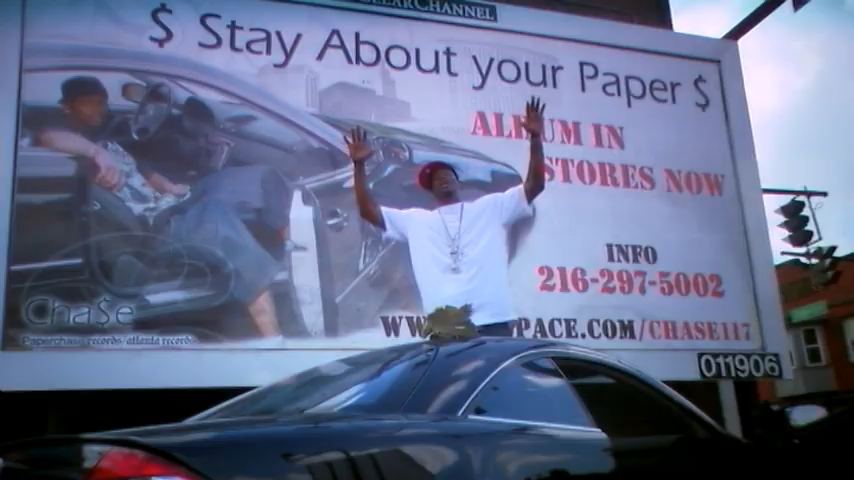 CLEARCHANNEL
$ Stay About your Paper $
ALBUM IN
STORES NOW
INFO
216-297-5002
PACE.COM/CHASE117
Cha$e
Paperchase records/atlanta records
011906